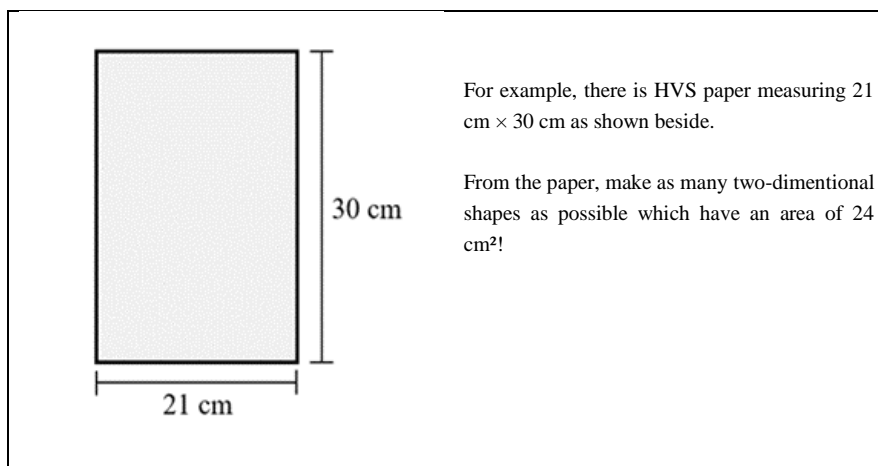 For example, there is HVS paper measuring 21
cm × 30 cm as shown beside.
From the paper, make as many two-dimentional
shapes as possible which have an area of 24
cm²!
30 cm
21 cm